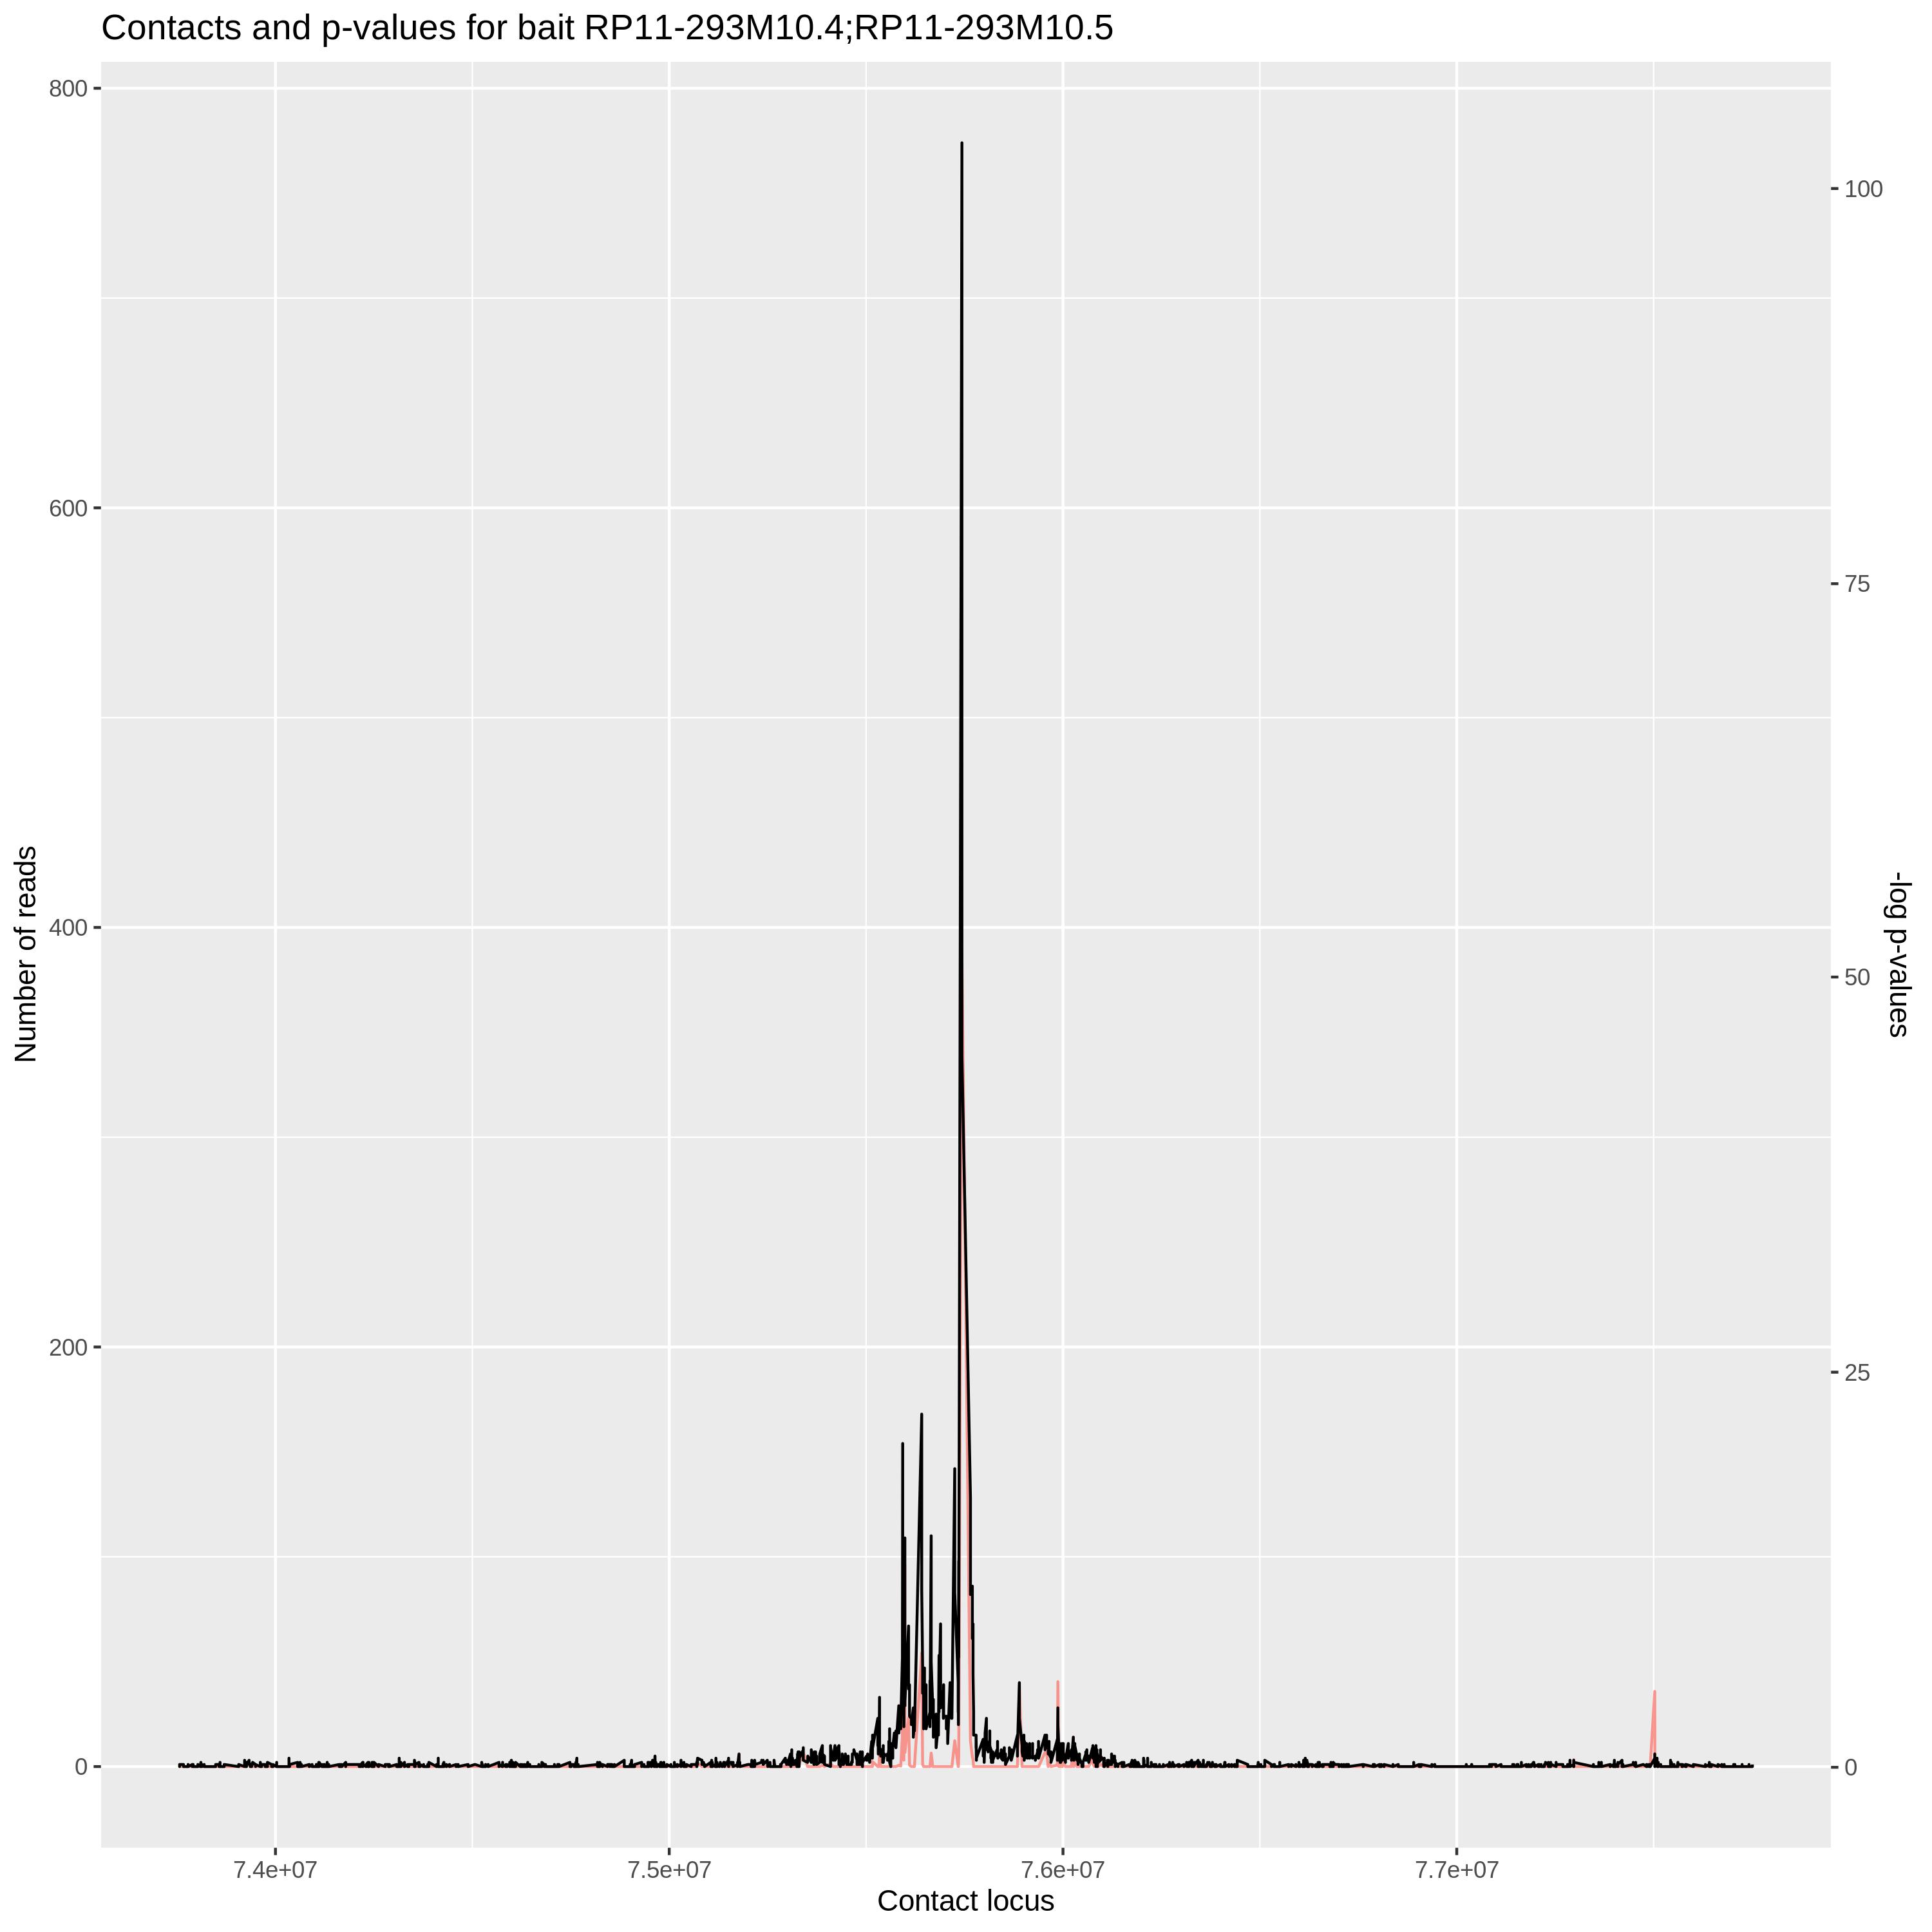 Contacts and p-values for bait RP11-293M10.4;RP11-293M10.5
800
600
400
200
0
Number of reads
100
75
50
25
0
-log p-values
7.4e+07
7.5e+07
7.6e+07
7.7e+07
Contact locus